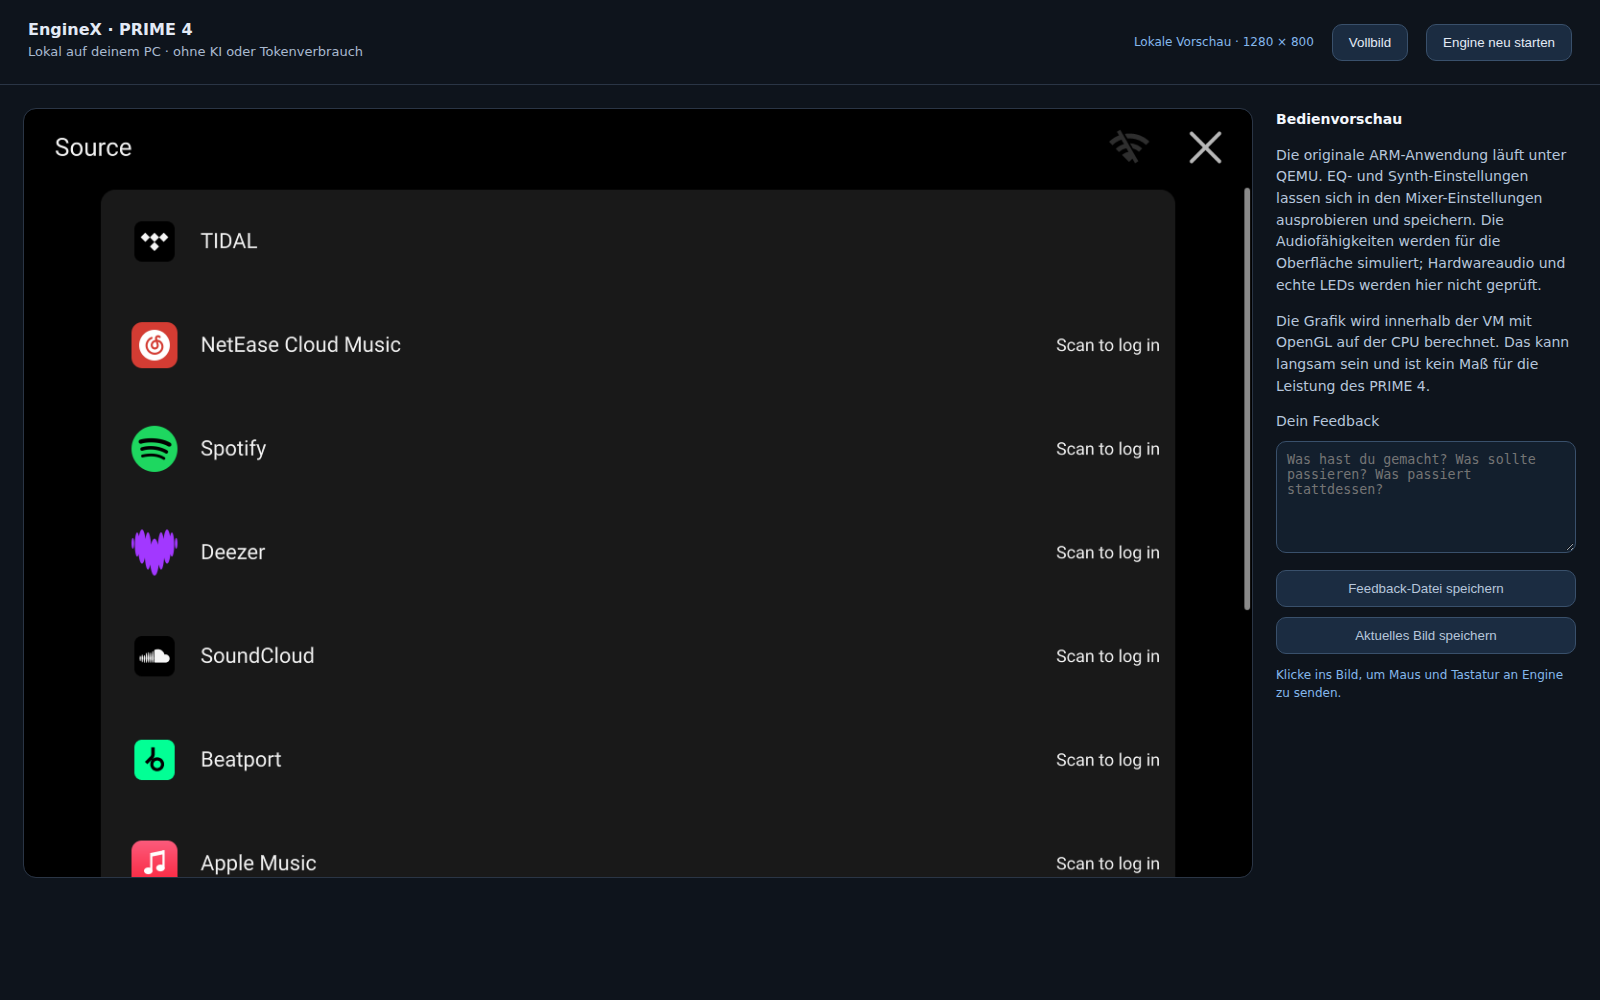 EngineX · PRIME 4
Lokal auf deinem PC · ohne KI oder Tokenverbrauch
Lokale Vorschau · 1280 × 800
Vollbild
Engine neu starten
Source
TIDAL
NetEase Cloud Music
Scan to log in
Spotify
Scan to log in
Deezer
Scan to log in
SoundCloud
Scan to log in
Beatport
Scan to log in
Apple Music
Scan to log in
Bedienvorschau
Die originale ARM-Anwendung läuft unter
QEMU. EQ- und Synth-Einstellungen
lassen sich in den Mixer-Einstellungen
ausprobieren und speichern. Die
Audiofähigkeiten werden für die
Oberfläche simuliert; Hardwareaudio und
echte LEDs werden hier nicht geprüft.
Die Grafik wird innerhalb der VM mit
OpenGL auf der CPU berechnet. Das kann
langsam sein und ist kein Maß für die
Leistung des PRIME 4.
Dein Feedback
Was hast du gemacht? Was sollte
passieren? Was passiert
stattdessen?
Feedback-Datei speichern
Aktuelles Bild speichern
Klicke ins Bild, um Maus und Tastatur an Engine
zu senden.